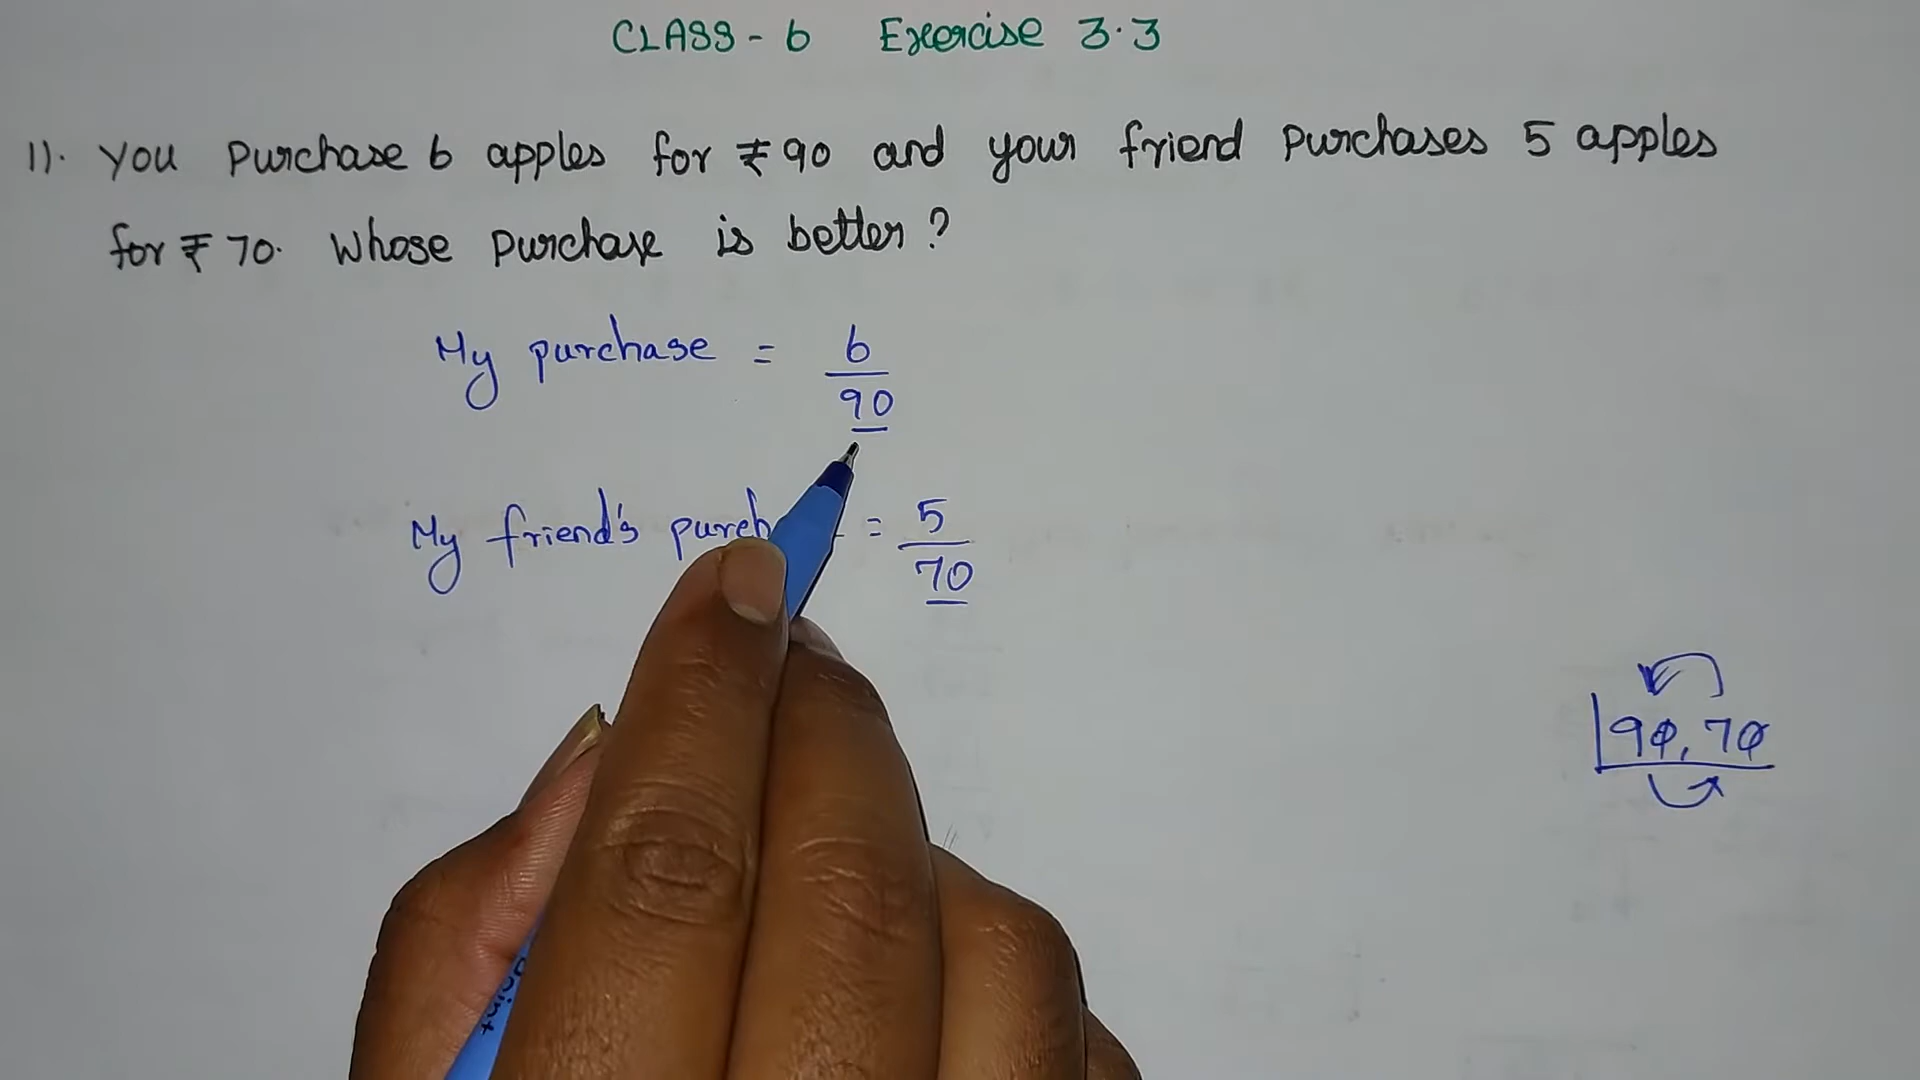 CLASS - 6 Exercise 3.3
11. You purchase 6 apples for ₹ 90 and your friend purchases 5 apples
for ₹ 70. Whose purchase is better?
My purchase = 6/90
My friend's = 5/70
90, 70
point